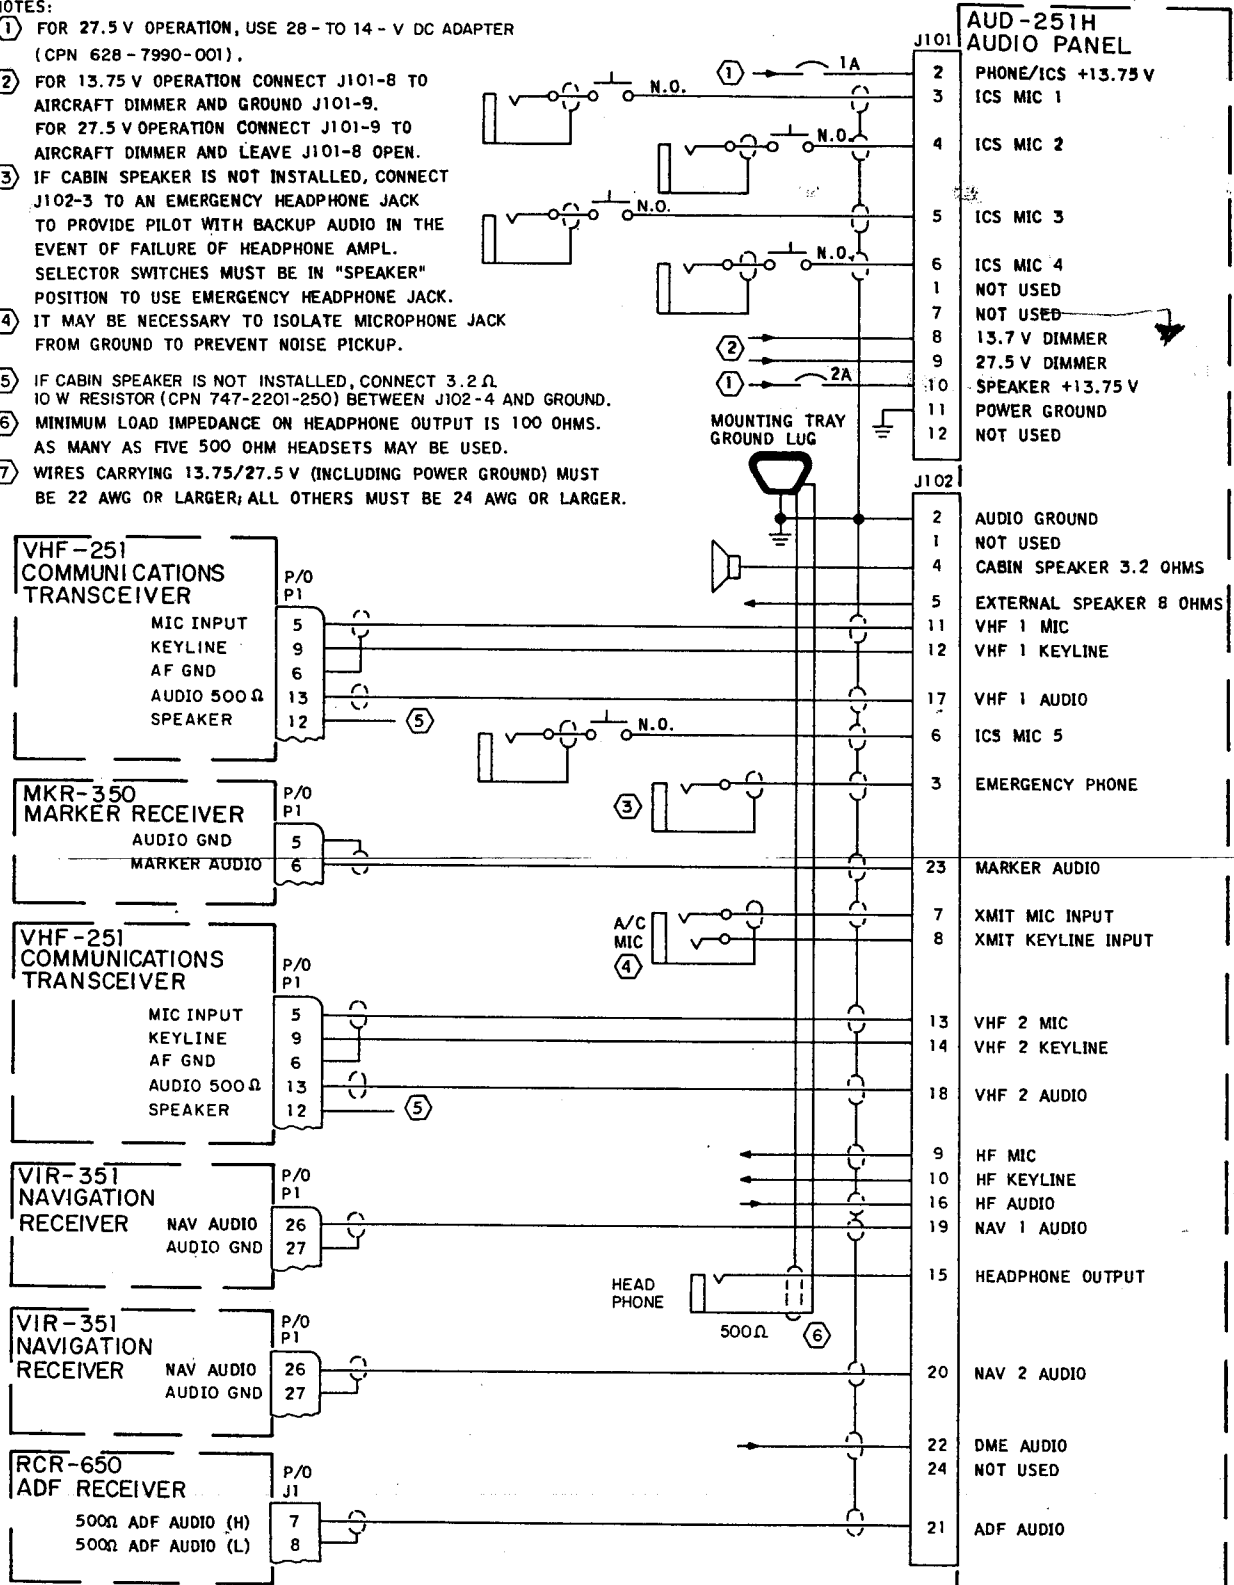 NOTES:
1 FOR 27.5 V OPERATION, USE 28 - TO 14 - V DC ADAPTER
(CPN 628 - 7990 - 001).
2 FOR 13.75 V OPERATION CONNECT J101-8 TO
AIRCRAFT DIMMER AND GROUND J101-9.
FOR 27.5 V OPERATION CONNECT J101-9 TO
AIRCRAFT DIMMER AND LEAVE J101-8 OPEN.
3 IF CABIN SPEAKER IS NOT INSTALLED, CONNECT
J102-3 TO AN EMERGENCY HEADPHONE JACK
TO PROVIDE PILOT WITH BACKUP AUDIO IN THE
EVENT OF FAILURE OF HEADPHONE AMPL.
SELECTOR SWITCHES MUST BE IN "SPEAKER"
POSITION TO USE EMERGENCY HEADPHONE JACK.
4 IT MAY BE NECESSARY TO ISOLATE MICROPHONE JACK
FROM GROUND TO PREVENT NOISE PICKUP.
5 IF CABIN SPEAKER IS NOT INSTALLED, CONNECT 3.2 Ω
10 W RESISTOR (CPN 747-2201-250) BETWEEN J102-4 AND GROUND.
6 MINIMUM LOAD IMPEDANCE ON HEADPHONE OUTPUT IS 100 OHMS.
AS MANY AS FIVE 500 OHM HEADSETS MAY BE USED.
7 WIRES CARRYING 13.75/27.5 V (INCLUDING POWER GROUND) MUST
BE 22 AWG OR LARGER; ALL OTHERS MUST BE 24 AWG OR LARGER.
AUD-251H
AUDIO PANEL
J101
1 1A 2 PHONE/ICS +13.75 V
N.O. 3 ICS MIC 1
N.O. 4 ICS MIC 2
N.O. 5 ICS MIC 3
N.O. 6 ICS MIC 4
1 NOT USED
7 NOT USED
2 8 13.7 V DIMMER
9 27.5 V DIMMER
1 2A 10 SPEAKER +13.75 V
11 POWER GROUND
12 NOT USED
MOUNTING TRAY
GROUND LUG
J102
2 AUDIO GROUND
1 NOT USED
4 CABIN SPEAKER 3.2 OHMS
5 EXTERNAL SPEAKER 8 OHMS
11 VHF 1 MIC
12 VHF 1 KEYLINE
17 VHF 1 AUDIO
N.O. 6 ICS MIC 5
3 3 EMERGENCY PHONE
23 MARKER AUDIO
A/C
MIC
4
7 XMIT MIC INPUT
8 XMIT KEYLINE INPUT
13 VHF 2 MIC
14 VHF 2 KEYLINE
18 VHF 2 AUDIO
9 HF MIC
10 HF KEYLINE
16 HF AUDIO
19 NAV 1 AUDIO
HEAD
PHONE
500Ω 6
15 HEADPHONE OUTPUT
20 NAV 2 AUDIO
22 DME AUDIO
24 NOT USED
21 ADF AUDIO
VHF-251
COMMUNICATIONS
TRANSCEIVER
P/O
P1
MIC INPUT 5
KEYLINE 9
AF GND 6
AUDIO 500 Ω 13
SPEAKER 12 5
MKR-350
MARKER RECEIVER
P/O
P1
AUDIO GND 5
MARKER AUDIO 6
VHF-251
COMMUNICATIONS
TRANSCEIVER
P/O
P1
MIC INPUT 5
KEYLINE 9
AF GND 6
AUDIO 500Ω 13
SPEAKER 12 5
VIR-351
NAVIGATION
RECEIVER
P/O
P1
NAV AUDIO 26
AUDIO GND 27
VIR-351
NAVIGATION
RECEIVER
P/O
P1
NAV AUDIO 26
AUDIO GND 27
RCR-650
ADF RECEIVER
P/O
J1
500Ω ADF AUDIO (H) 7
500Ω ADF AUDIO (L) 8